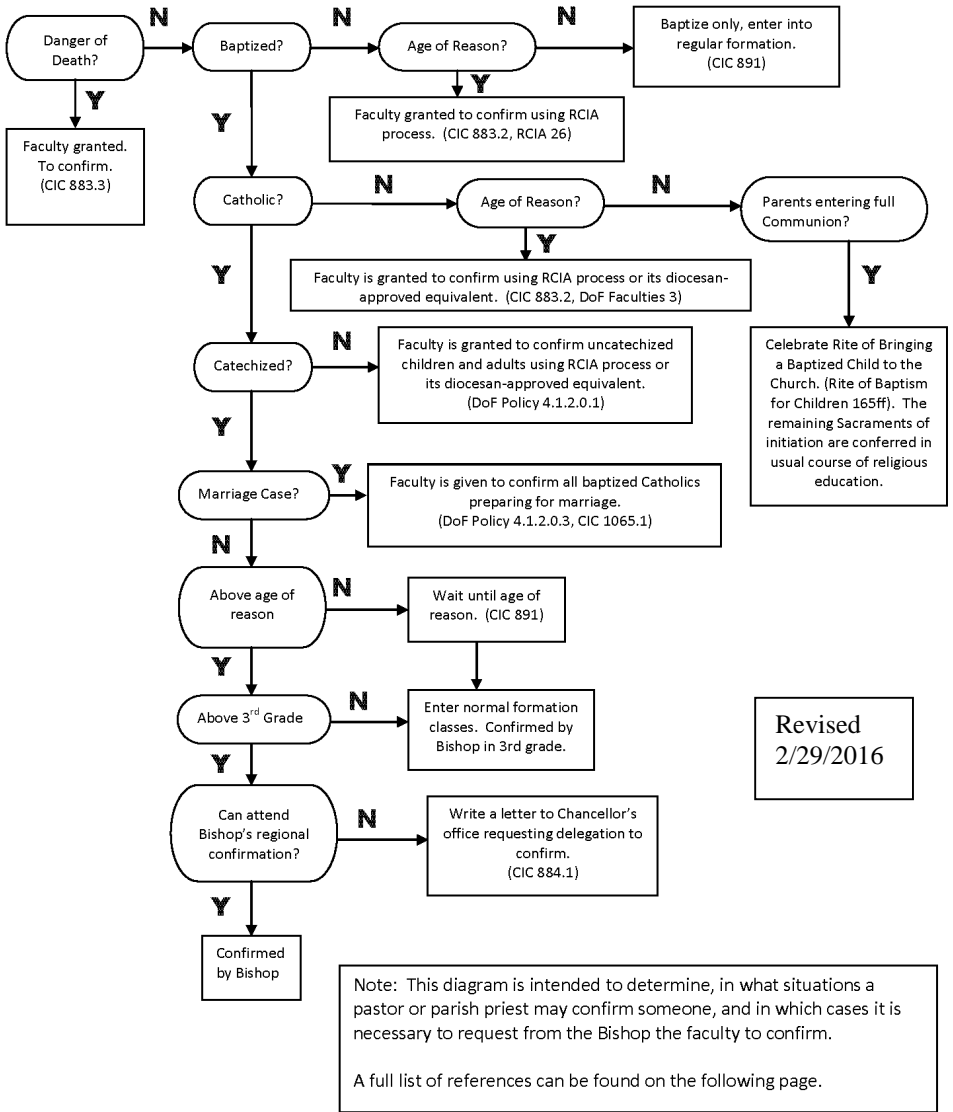 N
N
N
Danger of
Death?
Baptized?
Age of Reason?
Baptize only, enter into
regular formation.
(CIC 891)
Y
Y
Y
Faculty granted.
To confirm.
(CIC 883.3)
Faculty granted to confirm using RCIA
process. (CIC 883.2, RCIA 26)
N
N
Catholic?
Age of Reason?
Parents entering full
Communion?
Y
Y
Y
Faculty is granted to confirm using RCIA process or its diocesan-
approved equivalent. (CIC 883.2, DoF Faculties 3)
N
Catechized?
Faculty is granted to confirm uncatechized
children and adults using RCIA process or
its diocesan-approved equivalent.
(DoF Policy 4.1.2.0.1)
Celebrate Rite of Bringing
a Baptized Child to the
Church. (Rite of Baptism
for Children 165ff). The
remaining Sacraments of
initiation are conferred in
usual course of religious
education.
Y
Y
Marriage Case?
Faculty is given to confirm all baptized Catholics
preparing for marriage.
(DoF Policy 4.1.2.0.3, CIC 1065.1)
N
N
Above age of
reason
Wait until age of
reason. (CIC 891)
Y
N
Above 3rd Grade
Enter normal formation
classes. Confirmed by
Bishop in 3rd grade.
Revised
2/29/2016
Y
N
Can attend
Bishop's regional
confirmation?
Write a letter to Chancellor's
office requesting delegation to
confirm.
(CIC 884.1)
Y
Confirmed
by Bishop
Note: This diagram is intended to determine, in what situations a
pastor or parish priest may confirm someone, and in which cases it is
necessary to request from the Bishop the faculty to confirm.
A full list of references can be found on the following page.